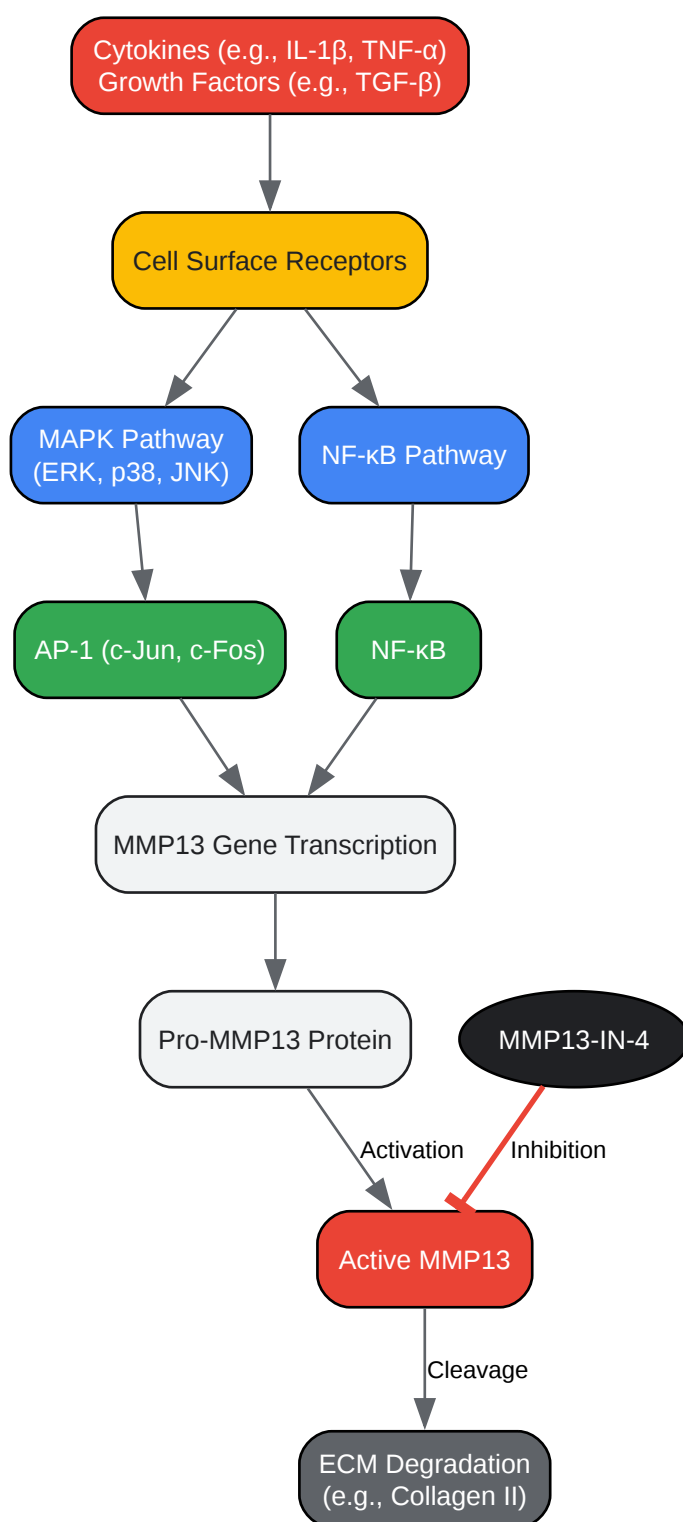 Cytokines (e.g., IL-1β, TNF-α)
Growth Factors (e.g., TGF-β)
Cell Surface Receptors
MAPK Pathway
(ERK, p38, JNK)
NF-κB Pathway
AP-1 (c-Jun, c-Fos)
NF-κB
MMP13 Gene Transcription
Pro-MMP13 Protein
MMP13-IN-4
Activation
Inhibition
Active MMP13
Cleavage
ECM Degradation
(e.g., Collagen II)